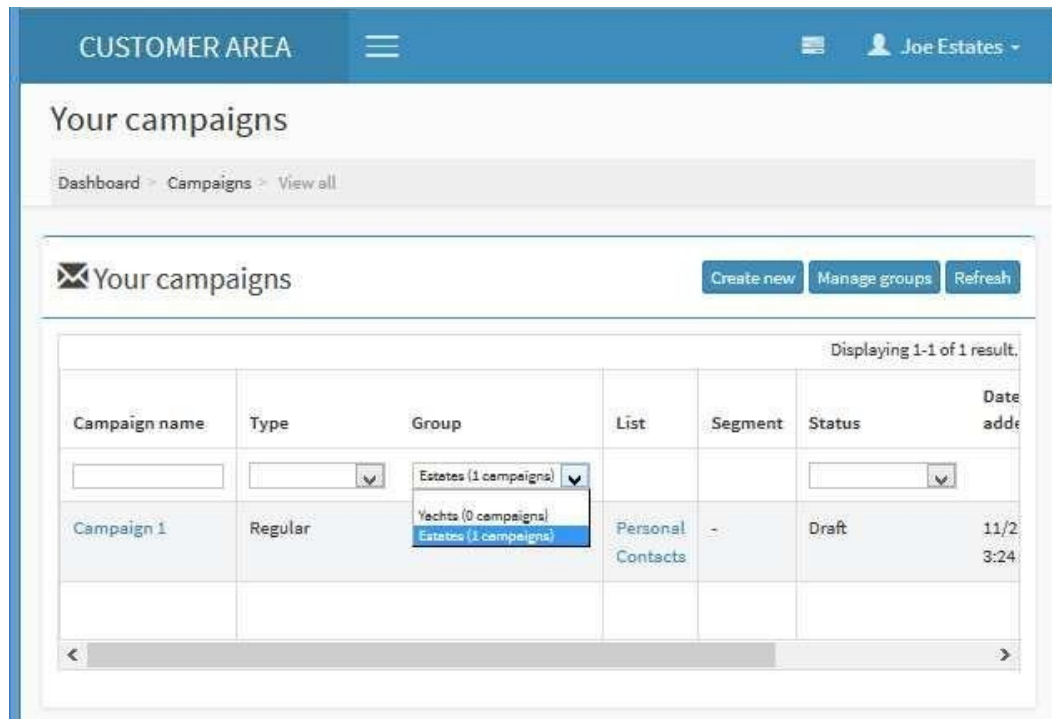 CUSTOMER AREA
Joe Estates
Your campaigns
Dashboard > Campaigns > View all
Your campaigns
Create new Manage groups Refresh
Displaying 1-1 of 1 result.
Campaign name Type Group List Segment Status Date
adde
Estates (1 campaigns)
Yachts (0 campaigns)
Estates (1 campaigns)
Campaign 1 Regular Personal - Draft 11/2
Contacts 3:24